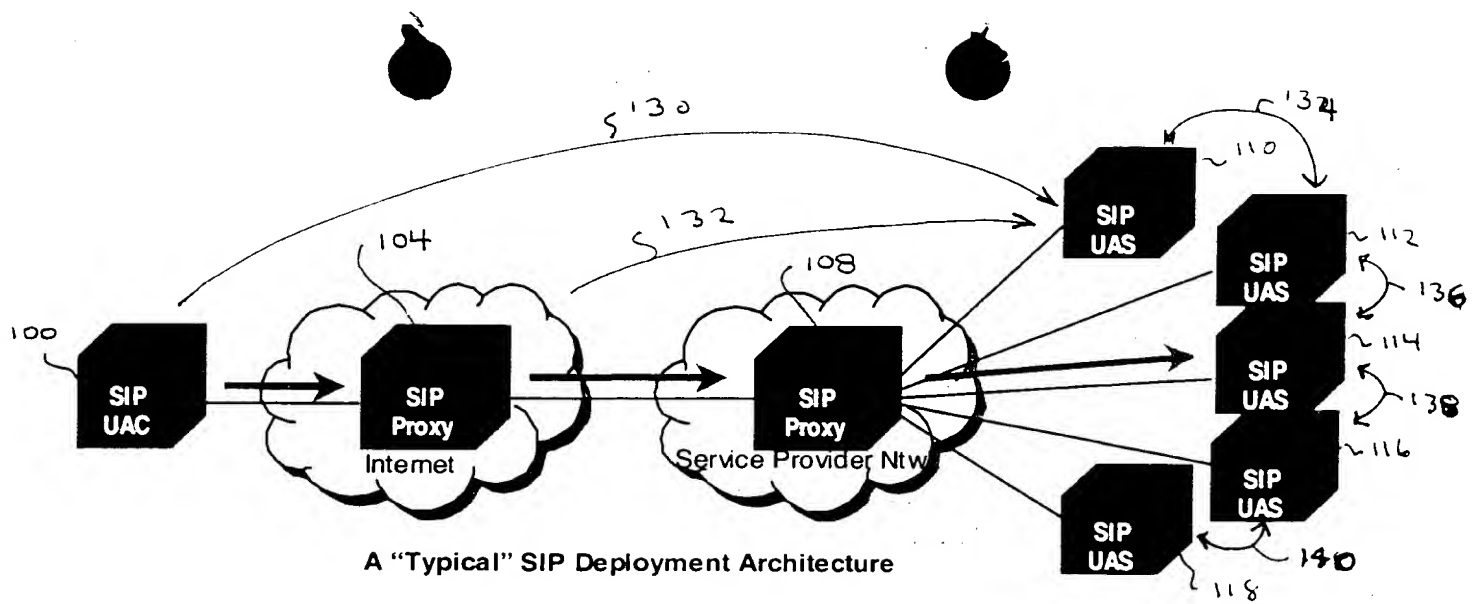 130
134
110
SIP
UAS
132
104
108
112
SIP
UAS
136
100
SIP
UAC
SIP
Proxy
Internet
SIP
Proxy
Service Provider Ntw
114
SIP
UAS
138
116
SIP
UAS
SIP
UAS
140
118
A “Typical” SIP Deployment Architecture